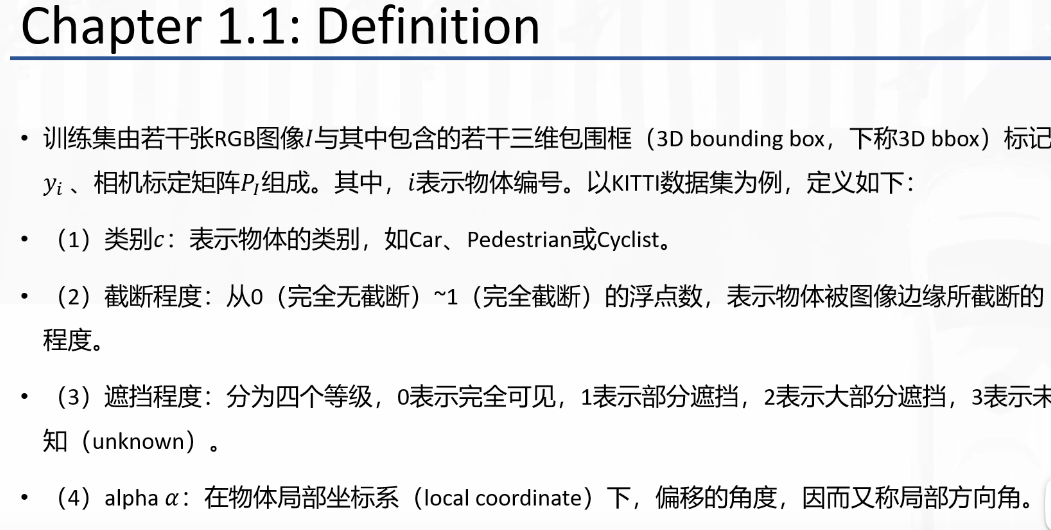 Chapter 1.1: Definition
• 训练集由若干张RGB图像I与其中包含的若干三维包围框（3D bounding box，下称3D bbox）标记
yᵢ 、相机标定矩阵P_I组成。其中，i表示物体编号。以KITTI数据集为例，定义如下：
• （1）类别c：表示物体的类别，如Car、Pedestrian或Cyclist。
• （2）截断程度：从0（完全无截断）~1（完全截断）的浮点数，表示物体被图像边缘所截断的
程度。
• （3）遮挡程度：分为四个等级，0表示完全可见，1表示部分遮挡，2表示大部分遮挡，3表示未
知（unknown）。
• （4）alpha α：在物体局部坐标系（local coordinate）下，偏移的角度，因而又称局部方向角。